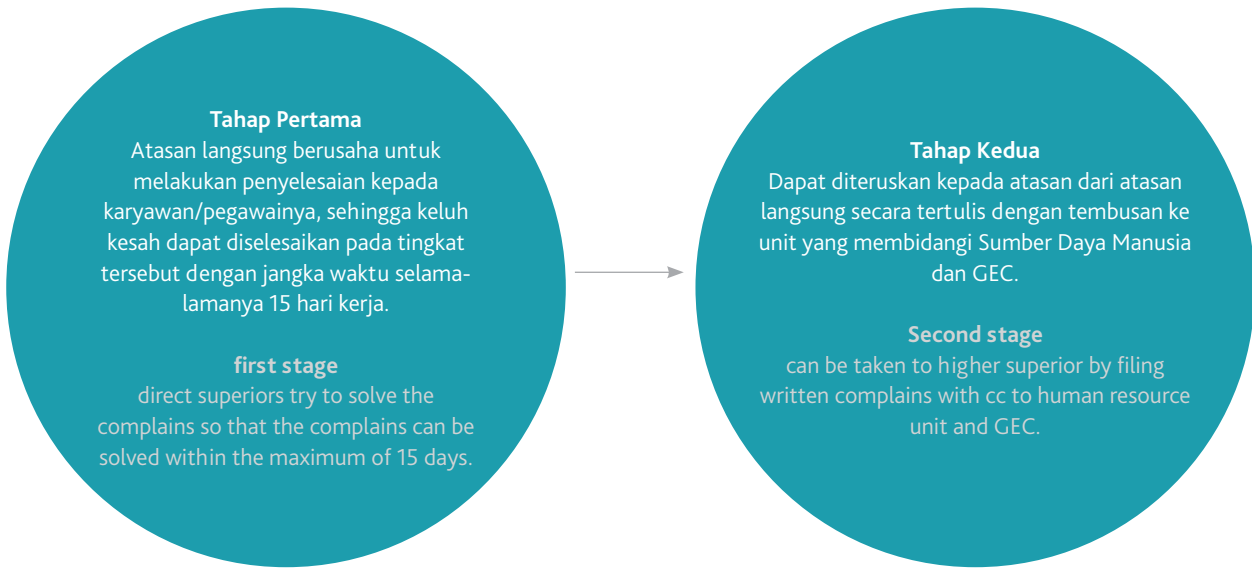 Tahap Pertama
Atasan langsung berusaha untuk
melakukan penyelesaian kepada
karyawan/pegawainya, sehingga keluh
kesah dapat diselesaikan pada tingkat
tersebut dengan jangka waktu selama-
lamanya 15 hari kerja.
first stage
direct superiors try to solve the
complains so that the complains can be
solved within the maximum of 15 days.
Tahap Kedua
Dapat diteruskan kepada atasan dari atasan
langsung secara tertulis dengan tembusan ke
unit yang membidangi Sumber Daya Manusia
dan GEC.
Second stage
can be taken to higher superior by filing
written complains with cc to human resource
unit and GEC.